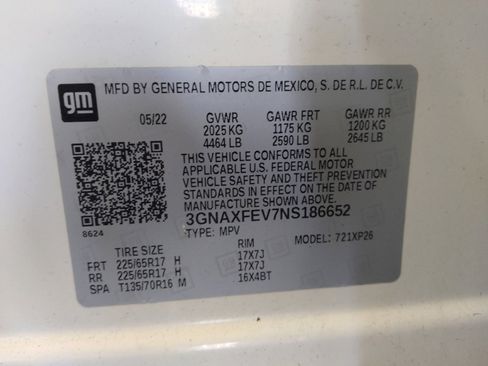 gm
MFD BY GENERAL MOTORS DE MEXICO, S. DE R.L. DE C.V.
05/22 GVWR GAWR FRT GAWR RR
2025 KG 1175 KG 1200 KG
4464 LB 2590 LB 2645 LB
THIS VEHICLE CONFORMS TO ALL
APPLICABLE U.S. FEDERAL MOTOR
VEHICLE SAFETY AND THEFT
PREVENTION STANDARDS IN EFFECT
ON THE DATE OF MANUFACTURE
SHOWN ABOVE.
3GNAXFEV7NS186652
8624 TYPE: MPV MODEL: 721XP26
TIRE SIZE RIM
FRT 225/65R17 H 17X7J
RR 225/65R17 H 17X7J
SPA T135/70R16 M 16X4BT